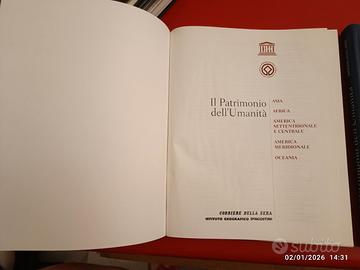 Il Patrimonio
dell'Umanità
ASIA
AFRICA
AMERICA
SETTENTRIONALE
E CENTRALE
AMERICA
MERIDIONALE
OCEANIA
CORRIERE DELLA SERA
ISTITUTO GEOGRAFICO DEAGOSTINI
subito
02/01/2026 14:31